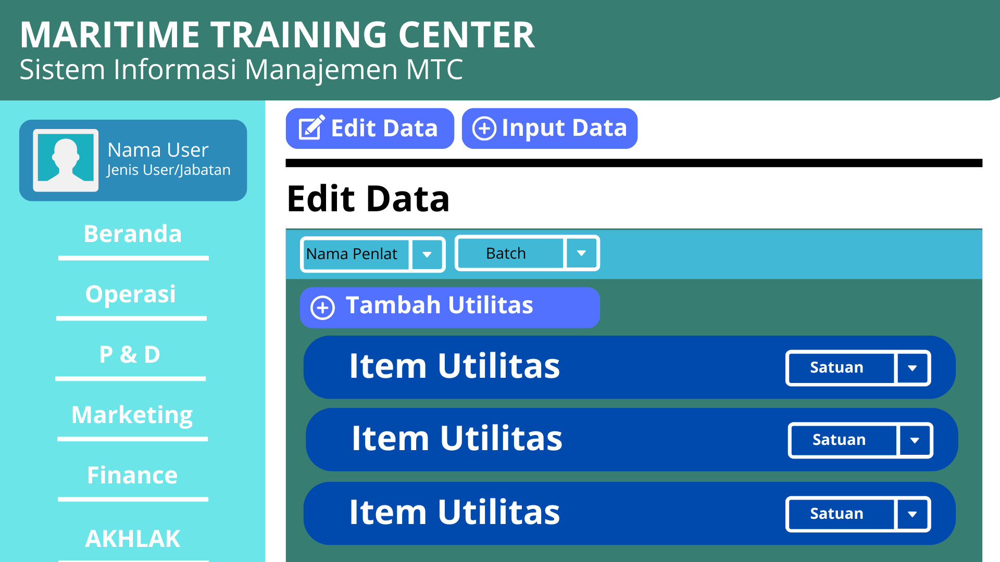 MARITIME TRAINING CENTER
Sistem Informasi Manajemen MTC
Nama User
Jenis User/Jabatan
Beranda
Operasi
P & D
Marketing
Finance
AKHLAK
Edit Data
Input Data
Edit Data
Nama Penlat
Batch
Tambah Utilitas
Item Utilitas
Satuan
Item Utilitas
Satuan
Item Utilitas
Satuan